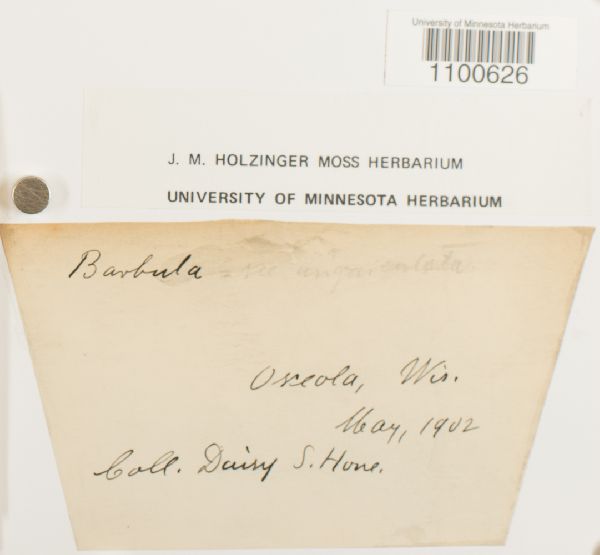 University of Minnesota Herbarium
1100626
J. M. HOLZINGER MOSS HERBARIUM
UNIVERSITY OF MINNESOTA HERBARIUM
Barbula unguiculata
Osceola, Wis.
May, 1902
Coll. Daisy S. Hone.